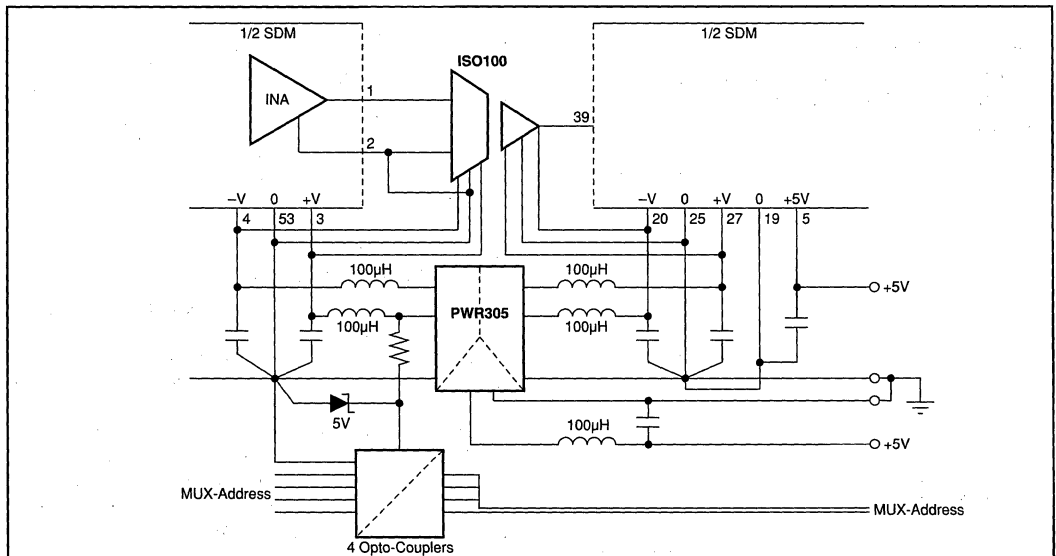 1/2 SDM
1/2 SDM
ISO100
INA
1
2
39
–V 0 +V
4 53 3
–V 0 +V 0 +5V
20 25 27 19 5
100µH
100µH
+5V
100µH
PWR305
100µH
5V
100µH
+5V
MUX-Address
MUX-Address
4 Opto-Couplers